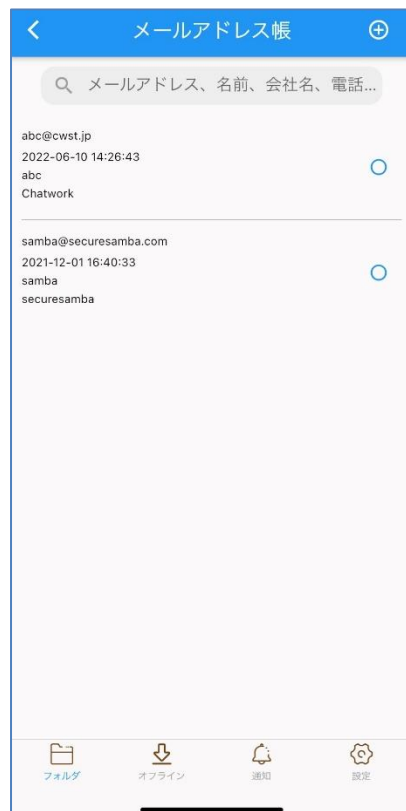 メールアドレス帳
メールアドレス、名前、会社名、電話...
abc@cwst.jp
2022-06-10 14:26:43
abc
Chatwork
samba@securesamba.com
2021-12-01 16:40:33
samba
securesamba
フォルダ オフライン 通知 設定